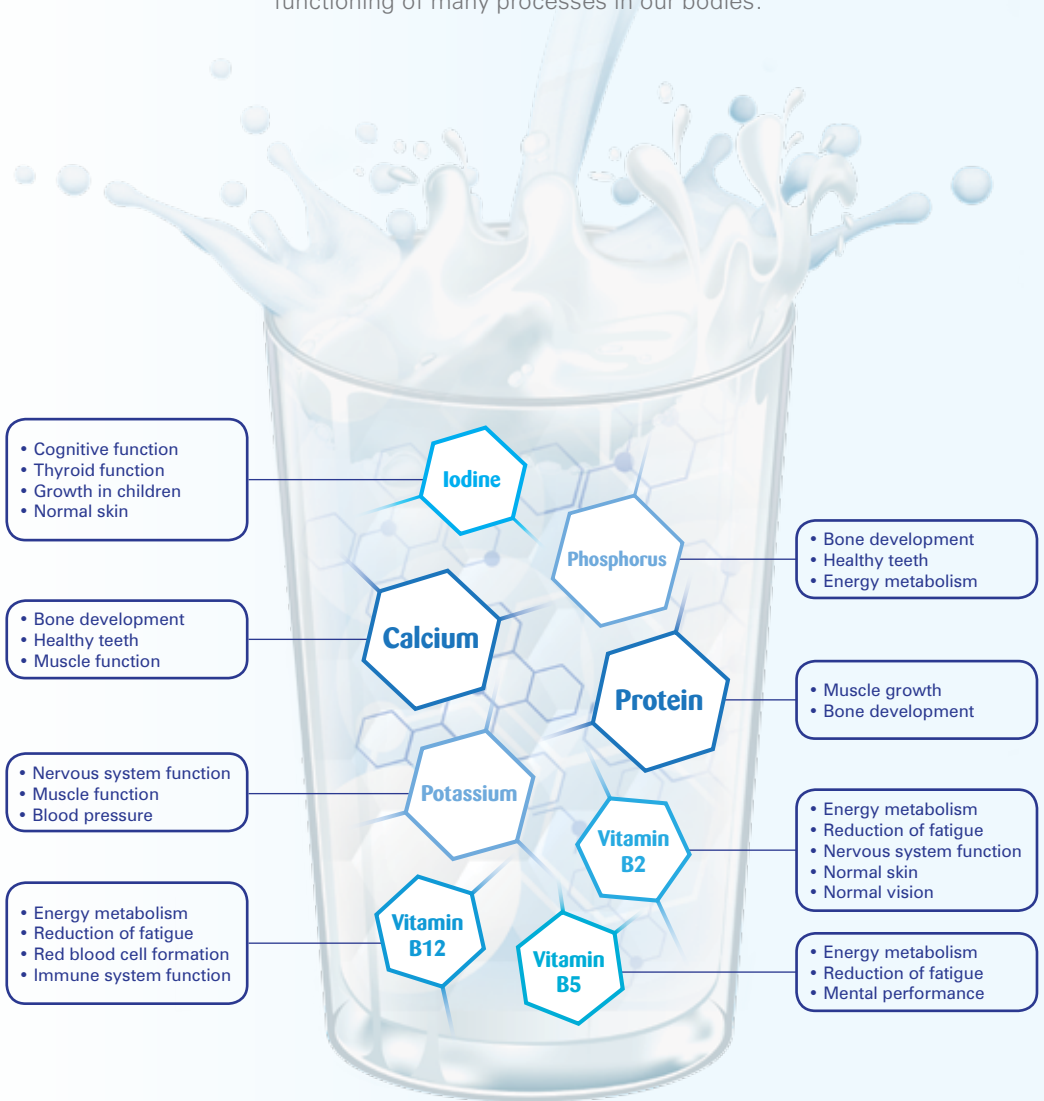 functioning of many processes in our bodies.
• Cognitive function
• Thyroid function
• Growth in children
• Normal skin
Iodine
Phosphorus
• Bone development
• Healthy teeth
• Energy metabolism
• Bone development
• Healthy teeth
• Muscle function
Calcium
Protein
• Muscle growth
• Bone development
• Nervous system function
• Muscle function
• Blood pressure
Potassium
Vitamin
B2
• Energy metabolism
• Reduction of fatigue
• Nervous system function
• Normal skin
• Normal vision
• Energy metabolism
• Reduction of fatigue
• Red blood cell formation
• Immune system function
Vitamin
B12
Vitamin
B5
• Energy metabolism
• Reduction of fatigue
• Mental performance